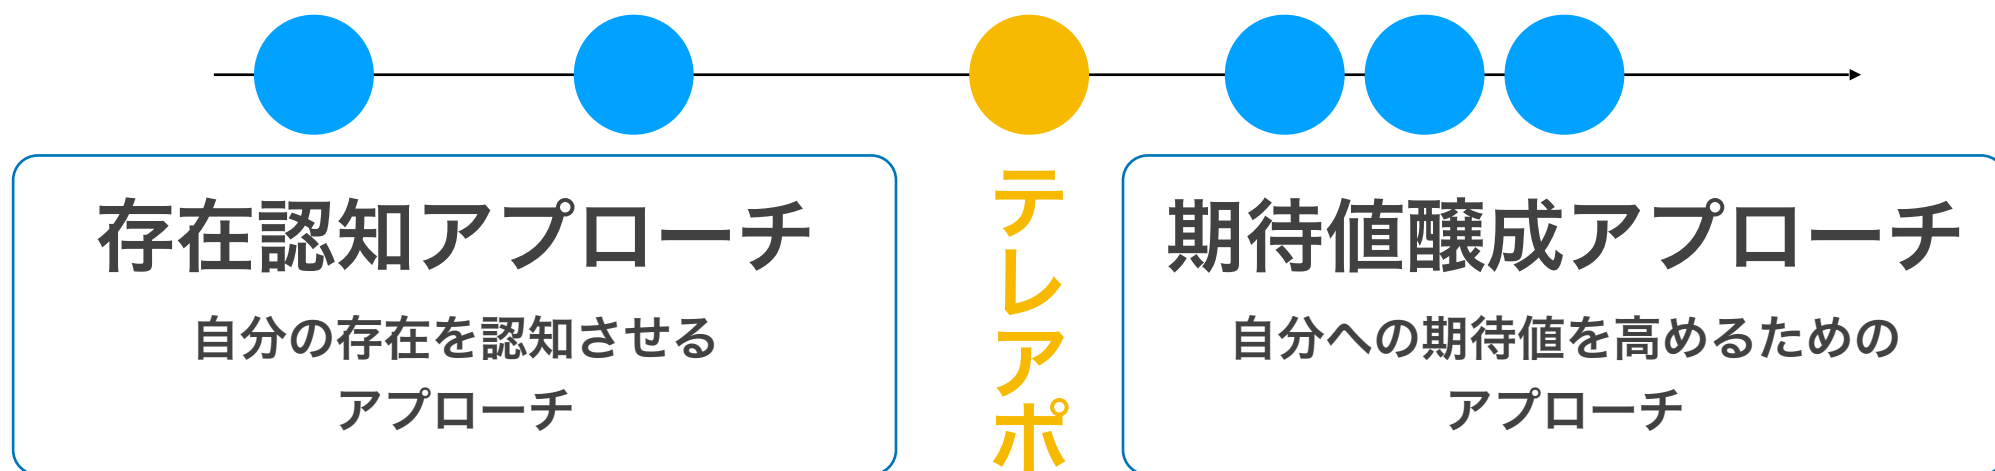 存在認知アプローチ
自分の存在を認知させる
アプローチ
テレアポ
期待値醸成アプローチ
自分への期待値を高めるための
アプローチ